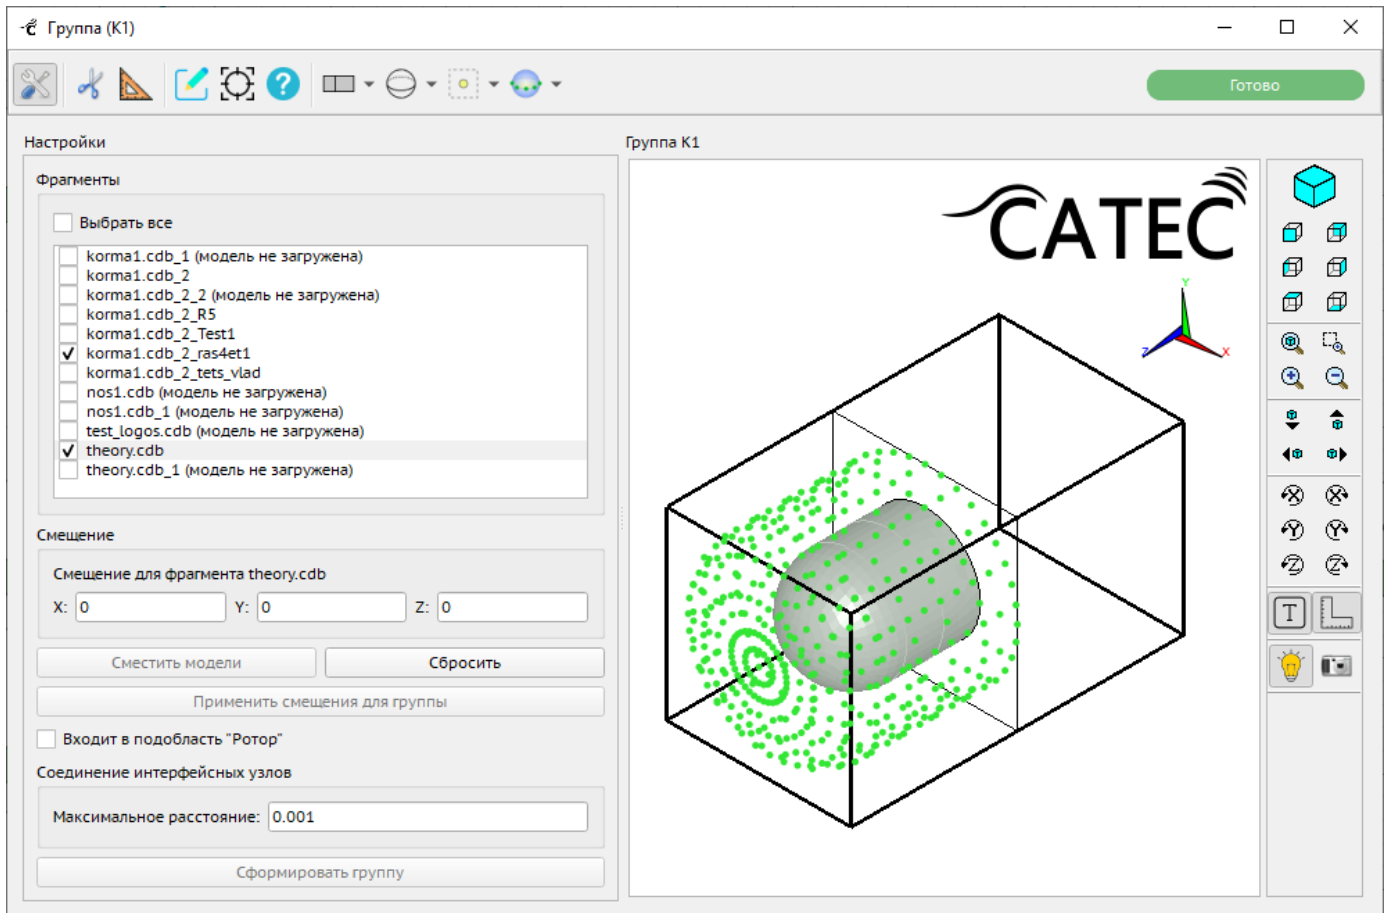 Группа (K1)
Готово
Настройки
Группа K1
Фрагменты
Выбрать все
korma1.cdb_1 (модель не загружена)
korma1.cdb_2
korma1.cdb_2_2 (модель не загружена)
korma1.cdb_2_R5
korma1.cdb_2_Test1
korma1.cdb_2_ras4et1
korma1.cdb_2_tets_vlad
nos1.cdb (модель не загружена)
nos1.cdb_1 (модель не загружена)
test_logos.cdb (модель не загружена)
theory.cdb
theory.cdb_1 (модель не загружена)
CATEC
Y
Z
X
Смещение
Смещение для фрагмента theory.cdb
X: 0 Y: 0 Z: 0
Сместить модели Сбросить
Применить смещения для группы
Входит в подобласть "Ротор"
Соединение интерфейсных узлов
Максимальное расстояние: 0.001
Сформировать группу
X X
Y Y
Z Z
T